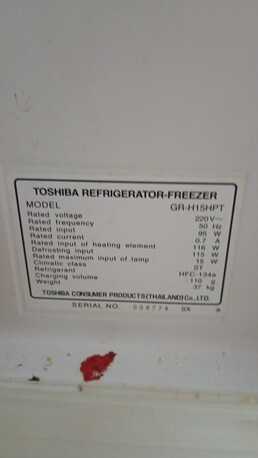 TOSHIBA REFRIGERATOR-FREEZER
MODEL GR-H15HPT
Rated voltage 220 V~
Rated frequency 50 Hz
Rated input 95 W
Rated current 0.7 A
Rated input of heating element 116 W
Defrosting input 115 W
Rated maximum input of lamp 15 W
Climatic class ST
Refrigerant HFC-134a
Charging volume 110 g
Weight 37 kg
TOSHIBA CONSUMER PRODUCTS (THAILAND) Co., LTD.
SERIAL NO.